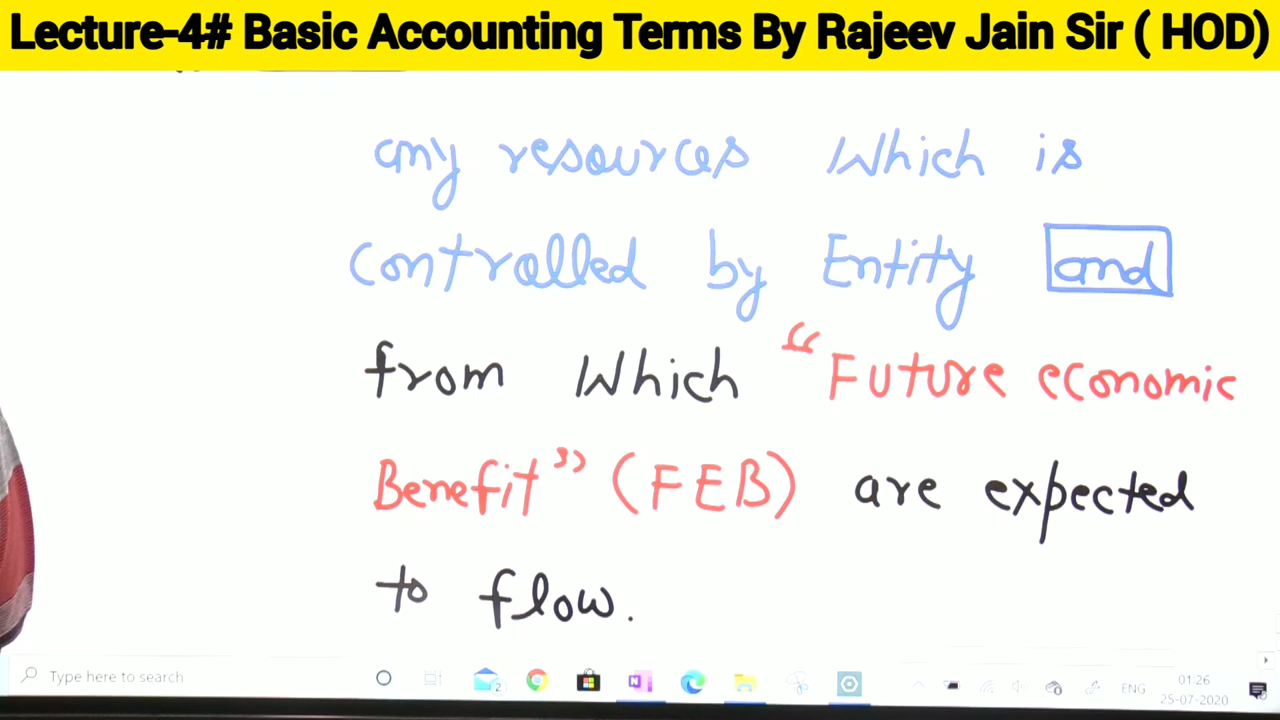 Lecture-4# Basic Accounting Terms By Rajeev Jain Sir ( HOD)
any resources which is
controlled by Entity and
from which “Future economic
Benefit” (FEB) are expected
to flow.
Type here to search
2
ENG
01:26
25-07-2020